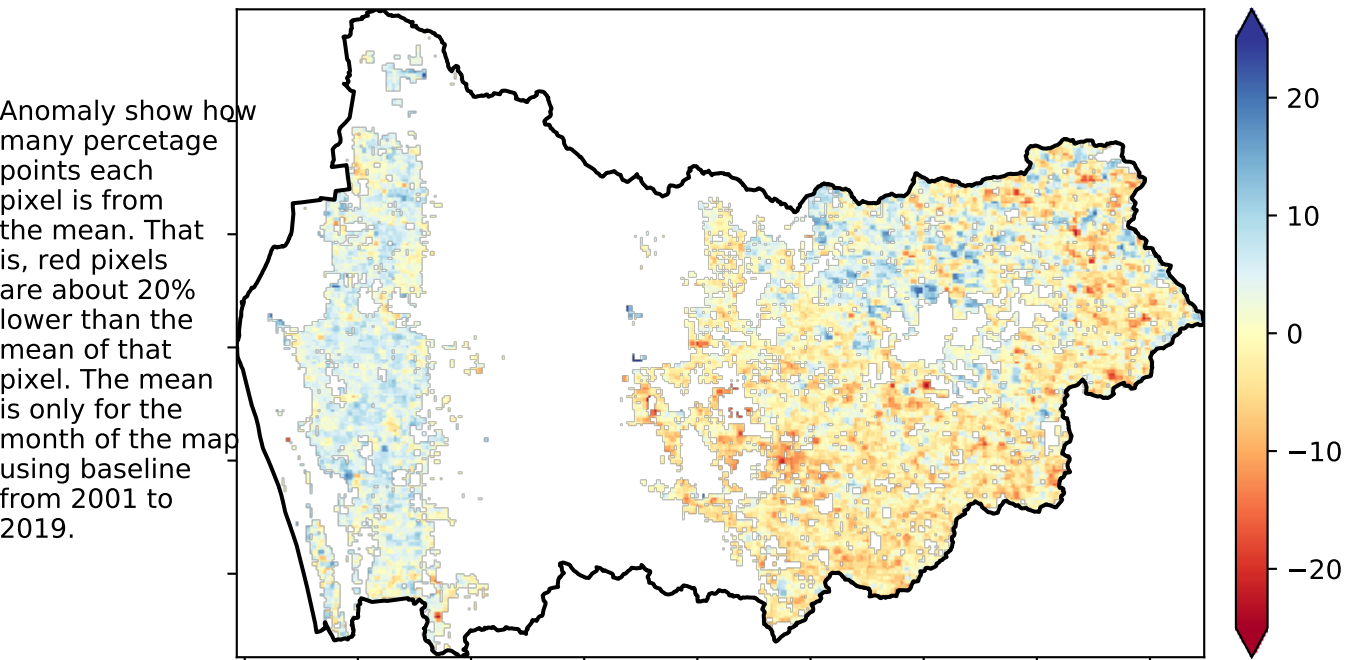 Anomaly show how
many percetage
points each
pixel is from
the mean. That
is, red pixels
are about 20%
lower than the
mean of that
pixel. The mean
is only for the
month of the map
using baseline
from 2001 to
2019.
20
10
0
−10
−20